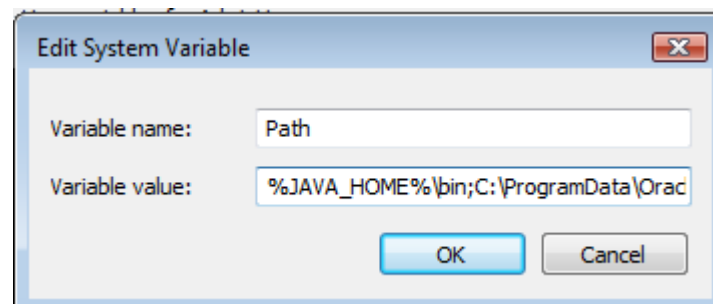 Edit System Variable
Variable name:
Path
Variable value:
%JAVA_HOME%\bin;C:\ProgramData\Orac
OK
Cancel